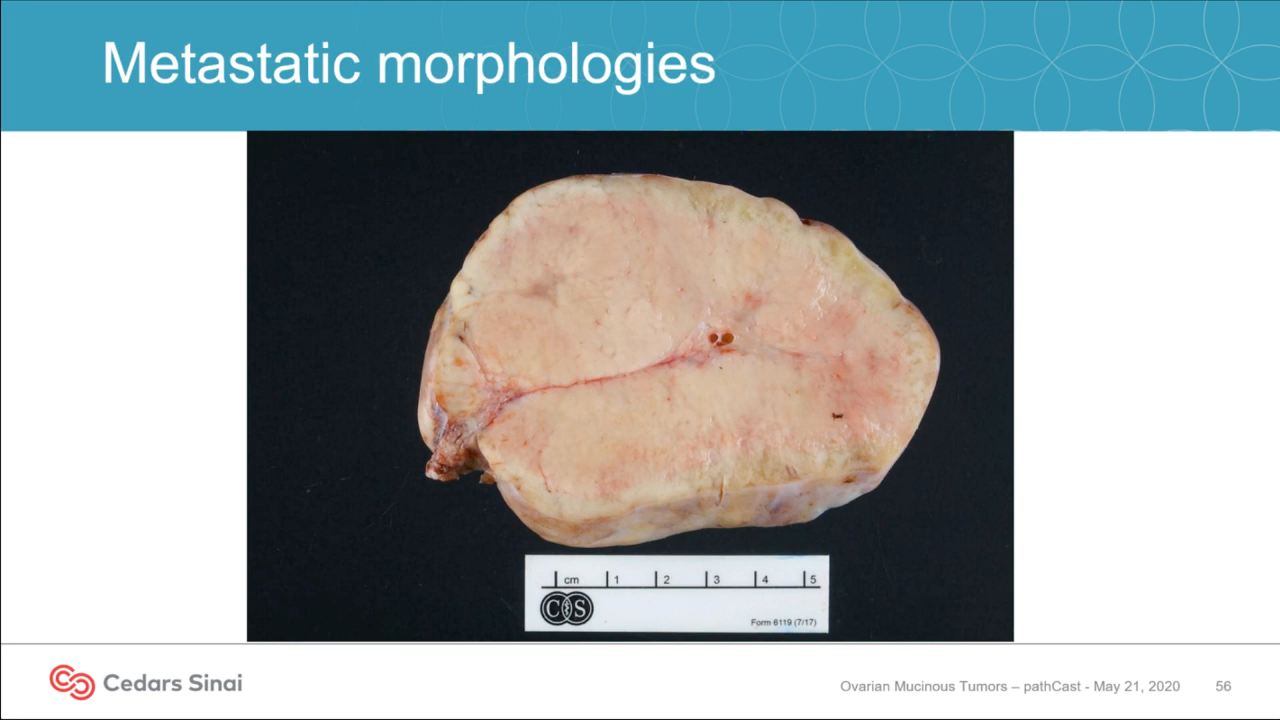 Metastatic morphologies
cm 1 2 3 4 5
CS
Form 6119 (7/17)
Cedars Sinai
Ovarian Mucinous Tumors – pathCast - May 21, 2020 56